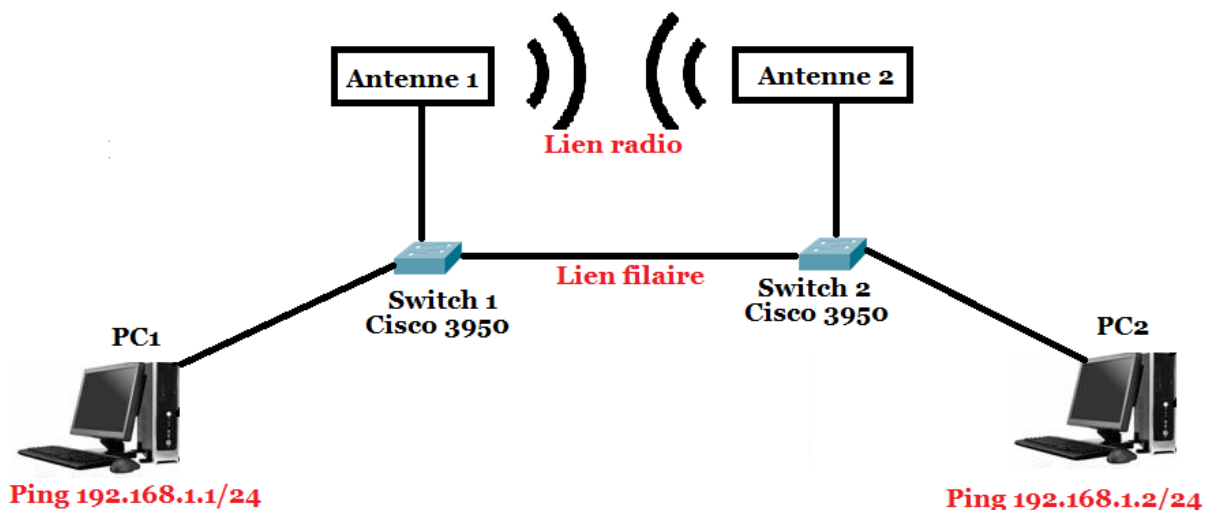 Antenne 1
Antenne 2
Lien radio
Lien filaire
Switch 1
Cisco 3950
Switch 2
Cisco 3950
PC1
PC2
Ping 192.168.1.1/24
Ping 192.168.1.2/24